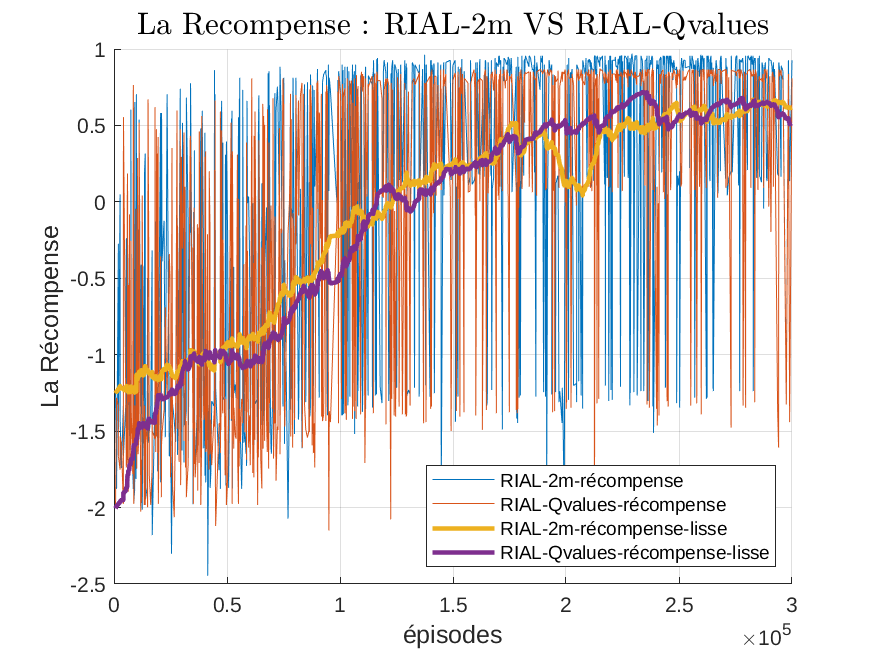 La Recompense : RIAL-2m VS RIAL-Qvalues
1
0.5
0
-0.5
-1
-1.5
-2
-2.5
La Récompense
RIAL-2m-récompense
RIAL-Qvalues-récompense
RIAL-2m-récompense-lisse
RIAL-Qvalues-récompense-lisse
0 0.5 1 1.5 2 2.5 3
épisodes
×10^5